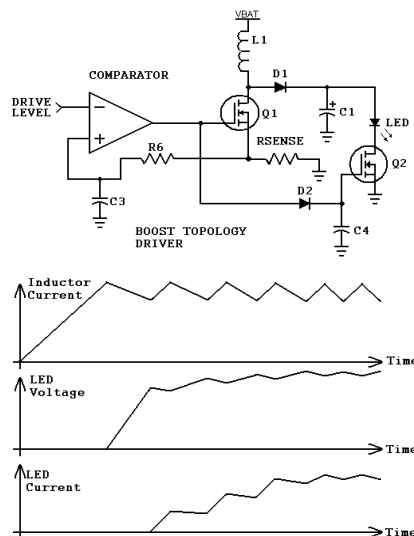 VBAT
L1
COMPARATOR
D1
DRIVE
LEVEL
−
+
Q1
+
C1
LED
R6
RSENSE
Q2
C3
D2
BOOST TOPOLOGY
DRIVER
C4
Inductor
Current
Time
LED
Voltage
Time
LED
Current
Time